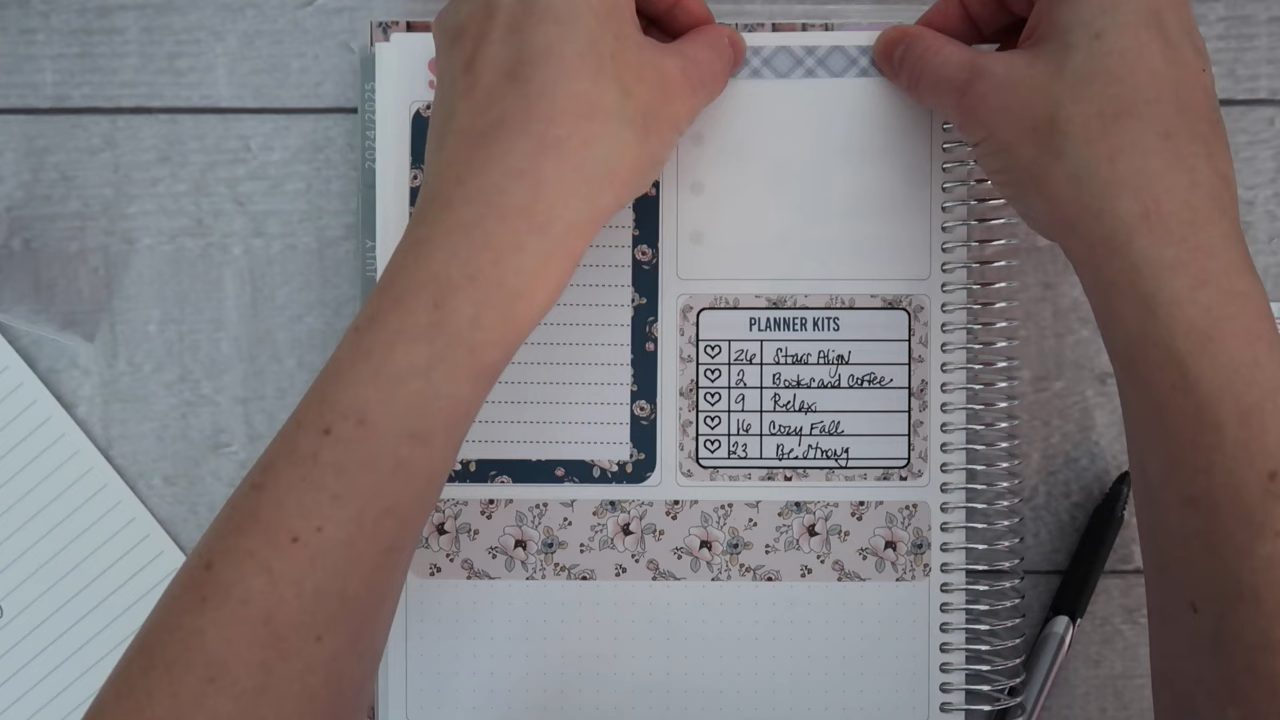 S
JULY 2024/2025
PLANNER KITS
26 Stars Align
2 Books and Coffee
9 Relax
16 Cozy Fall
23 Be Strong